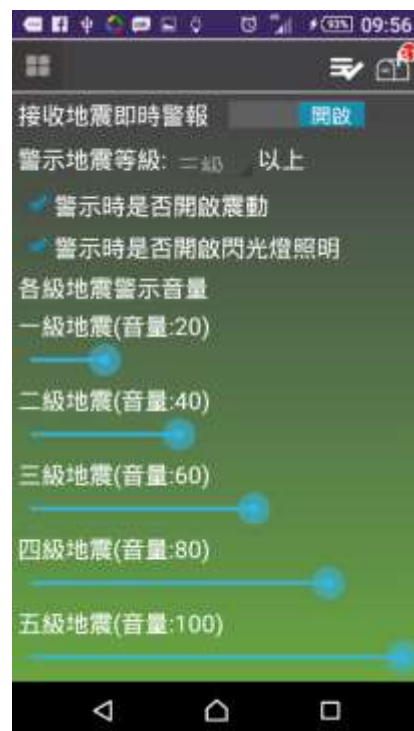 93% 09:56
接收地震即時警報 開啟
警示地震等級: 二級 以上
警示時是否開啟震動
警示時是否開啟閃光燈照明
各級地震警示音量
一級地震(音量:20)
二級地震(音量:40)
三級地震(音量:60)
四級地震(音量:80)
五級地震(音量:100)